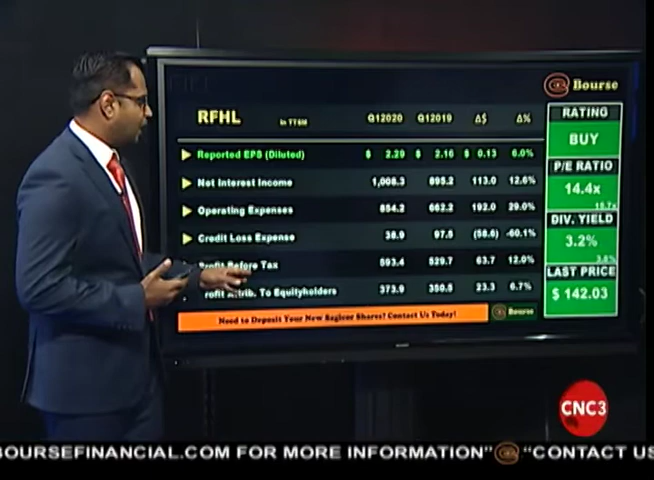 Bourse
RFHL In TT$M Q12020 Q12019 Δ$ Δ%
Reported EPS (Diluted) $ 2.29 $ 2.16 $ 0.13 6.0%
Net Interest Income 1,008.3 895.2 113.0 12.6%
Operating Expenses 854.2 662.2 192.0 29.0%
Credit Loss Expense 38.9 97.5 (58.6) -60.1%
Profit Before Tax 593.4 529.7 63.7 12.0%
rofit Attrib. To Equityholders 373.9 350.5 23.3 6.7%
RATING
BUY
P/E RATIO
14.4x
DIV. YIELD
3.2%
LAST PRICE
$ 142.03
Need to Deposit Your New Sagicor Shares? Contact Us Today!
Bourse
CNC3
BOURSEFINANCIAL.COM FOR MORE INFORMATION" "CONTACT US